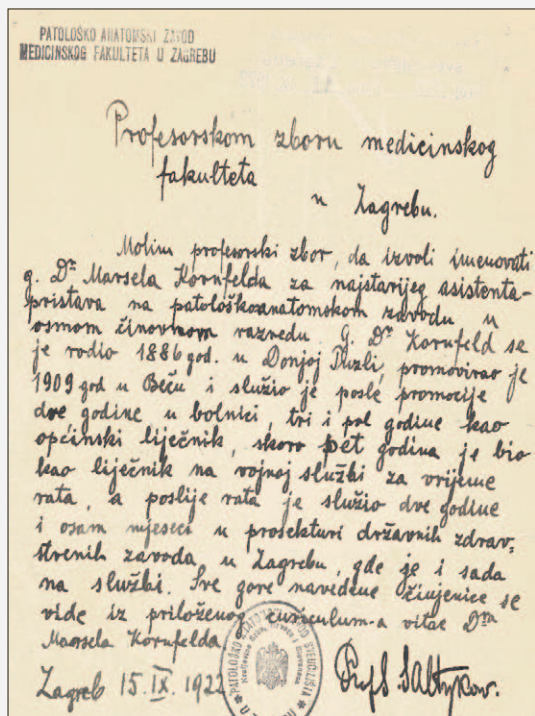 PATOLOŠKO ANATOMSKI ZAVOD
MEDICINSKOG FAKULTETA U ZAGREBU
Profesorskom zboru medicinskog
fakulteta
u Zagrebu.
Molim profesorski zbor, da izvoli imenovati
g. Dr Marsela Kornfelda za najstarijeg asistenta-
pristava na patološkoanatomskom zavodu u
osmom činovnom razredu. G. Dr Kornfeld se
je rodio 1886 god. u Donjoj Tuzli, promovirao je
1909 god u Beču i služio je posle promocije
dve godine u bolnici, tri i pol godine kao
općinski liječnik, skoro pet godina je bio
kao liječnik na vojnoj službi za vrijeme
rata, a poslije rata je služio dve godine
i osam mjeseci u prosekturi državnih zdrav=
stvenih zavoda u Zagrebu, gde je i sada
na službi. Sve gore navedene činjenice se
vide iz priloženog curiculum-a vitae Dra
Marsela Kornfelda.
Zagreb 15.IX.1922
Prof S. Saltykow.